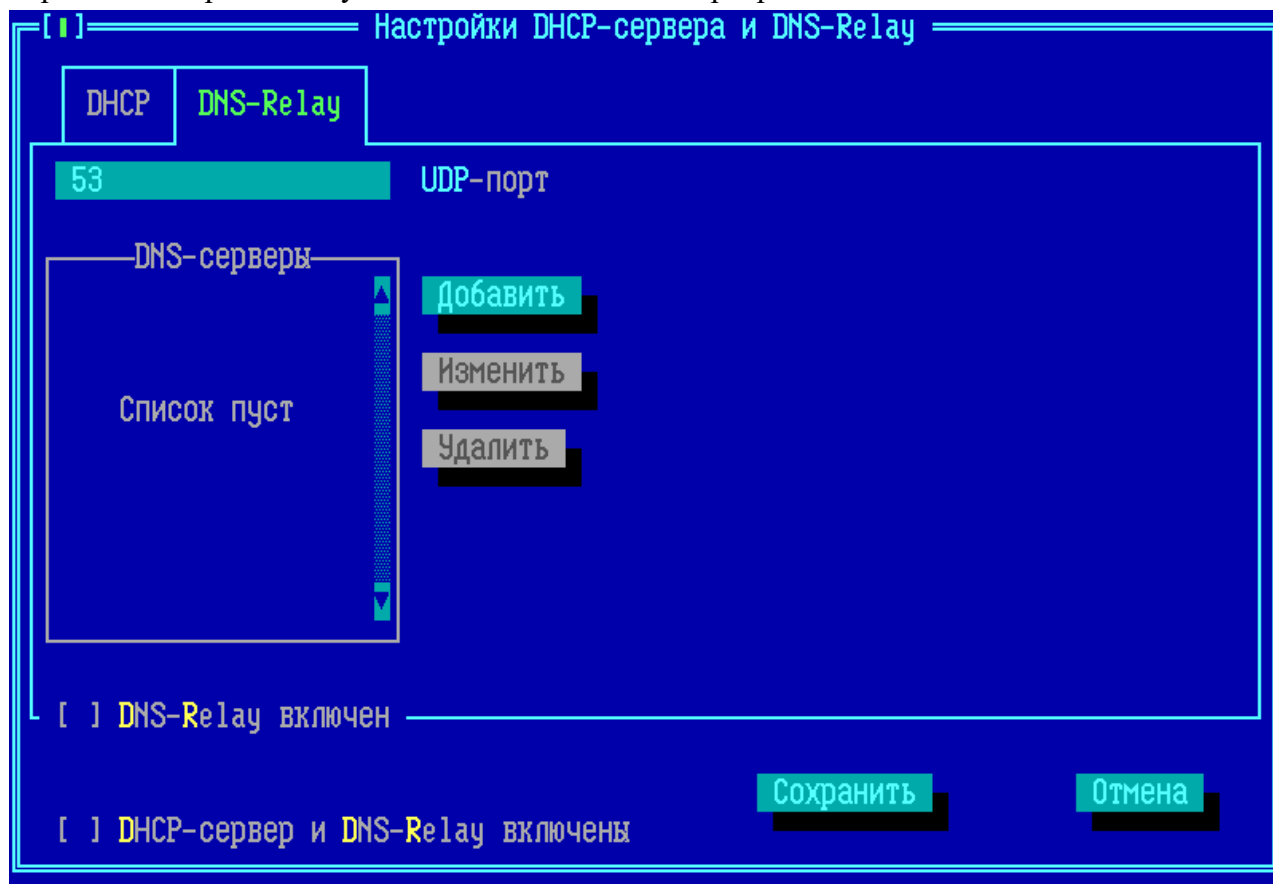 Настройки DHCP-сервера и DNS-Relay
DHCP DNS-Relay
53 UDP-порт
DNS-серверы
Добавить
Изменить
Список пуст
Удалить
[ ] DNS-Relay включен
Сохранить Отмена
[ ] DHCP-сервер и DNS-Relay включены